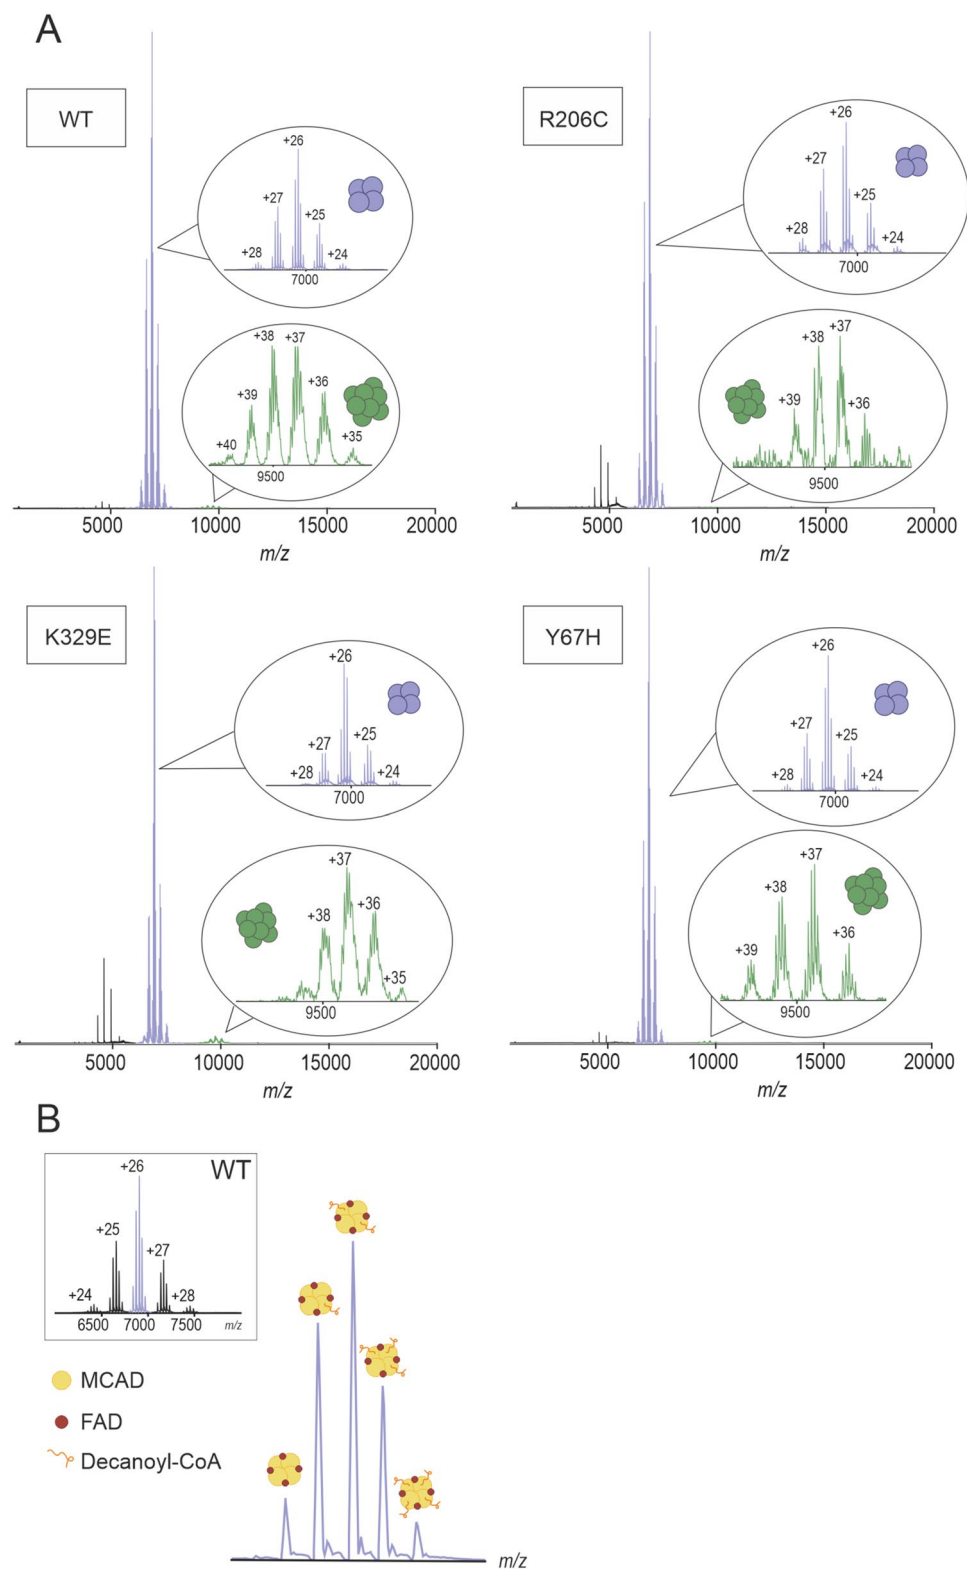 A
WT
+28
+27
+26
+25
+24
7000
+40
+39
+38
+37
+36
+35
9500
5000 10000 15000 20000
m/z
R206C
+28
+27
+26
+25
+24
7000
+39
+38
+37
+36
9500
5000 10000 15000 20000
m/z
K329E
+28
+27
+26
+25
+24
7000
+38
+37
+36
+35
9500
5000 10000 15000 20000
m/z
Y67H
+28
+27
+26
+25
+24
7000
+39
+38
+37
+36
9500
5000 10000 15000 20000
m/z
B
WT
+24
+25
+26
+27
+28
6500 7000 7500 m/z
MCAD
FAD
Decanoyl-CoA
m/z